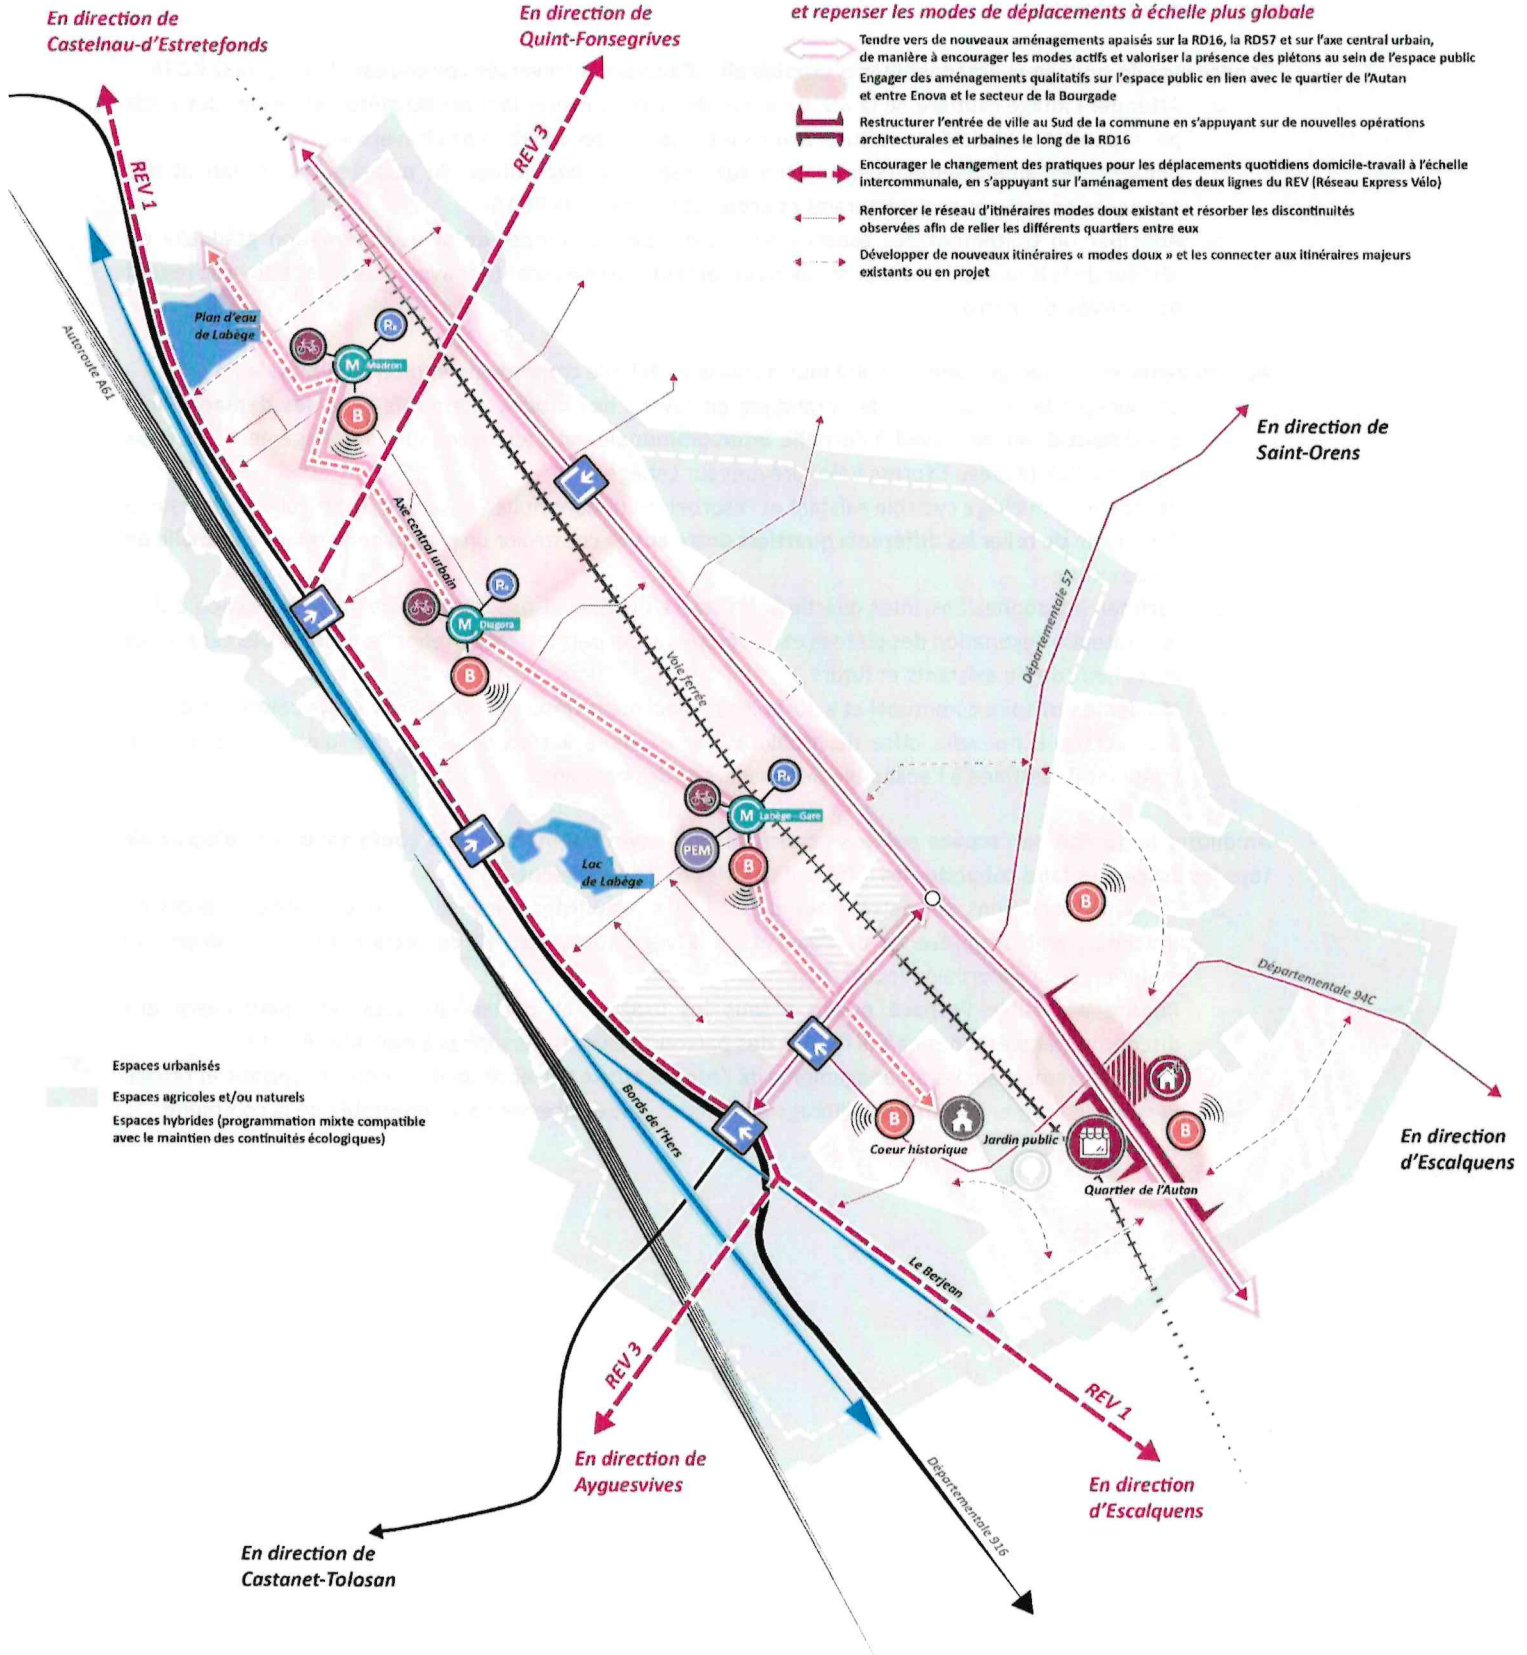 En direction de
Castelnau-d'Estretefonds
En direction de
Quint-Fonsegrives
et repenser les modes de déplacements à échelle plus globale
Tendre vers de nouveaux aménagements apaisés sur la RD16, la RD57 et sur l'axe central urbain,
de manière à encourager les modes actifs et valoriser la présence des piétons au sein de l'espace public
Engager des aménagements qualitatifs sur l'espace public en lien avec le quartier de l'Autan
et entre Enova et le secteur de la Bourgade
Restructurer l'entrée de ville au Sud de la commune en s'appuyant sur de nouvelles opérations
architecturales et urbaines le long de la RD16
Encourager le changement des pratiques pour les déplacements quotidiens domicile-travail à l'échelle
intercommunale, en s'appuyant sur l'aménagement des deux lignes du REV (Réseau Express Vélo)
Renforcer le réseau d'itinéraires modes doux existant et résorber les discontinuités
observées afin de relier les différents quartiers entre eux
Développer de nouveaux itinéraires « modes doux » et les connecter aux itinéraires majeurs
existants ou en projet
REV 1
REV 3
Plan d'eau
de Labège
Autoroute A61
M
Madron
B
En direction de
Saint-Orens
Axe central urbain
M
Diagora
B
Voie ferrée
Départementale 57
M
Labège - Gare
PEM
B
Lac
de Labège
B
Départementale 94C
Espaces urbanisés
Espaces agricoles et/ou naturels
Espaces hybrides (programmation mixte compatible
avec le maintien des continuités écologiques)
Bords de l'Hers
B
Coeur historique
Jardin public
B
Quartier de l'Autan
En direction
d'Escalquens
Le Berjean
REV 3
REV 1
En direction de
Ayguesvives
En direction
d'Escalquens
Départementale 916
En direction de
Castanet-Tolosan